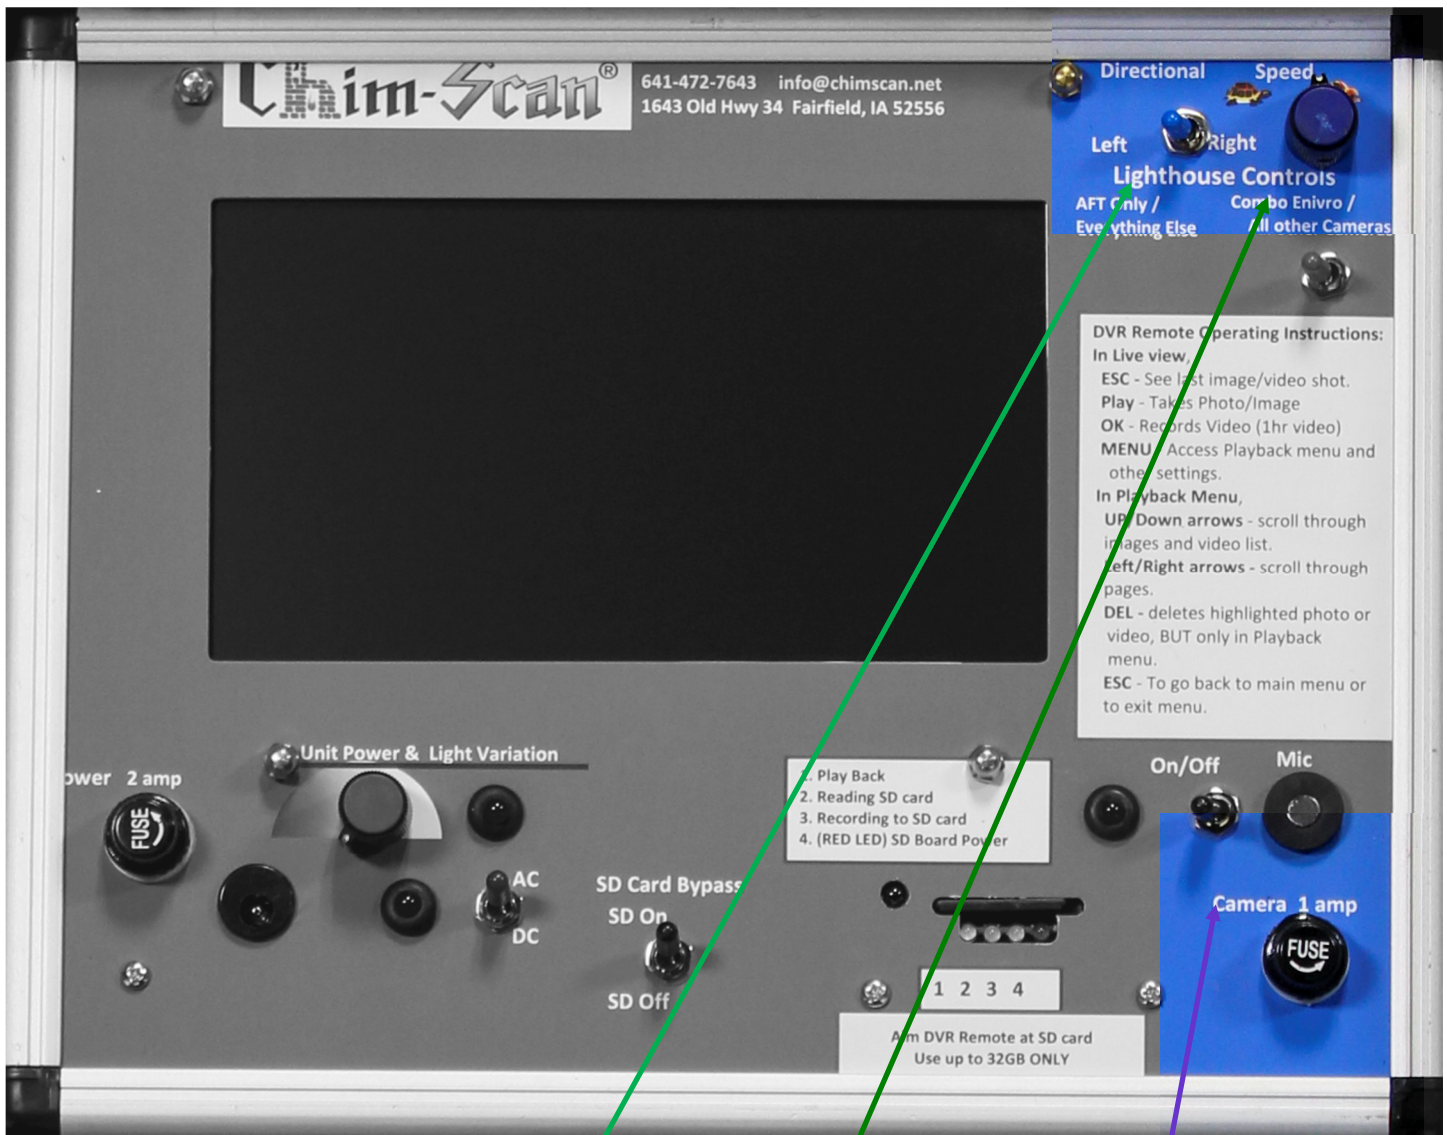 Chim-Scan®
641-472-7643 info@chimscan.net
1643 Old Hwy 34 Fairfield, IA 52556
Directional Speed
Left Right
Lighthouse Controls
AFT Only / Combo Enivro /
Everything Else All other Cameras
DVR Remote Operating Instructions:
In Live view,
ESC - See last image/video shot.
Play - Takes Photo/Image
OK - Records Video (1hr video)
MENU - Access Playback menu and
other settings.
In Playback Menu,
UP/Down arrows - scroll through
images and video list.
Left/Right arrows - scroll through
pages.
DEL - deletes highlighted photo or
video, BUT only in Playback
menu.
ESC - To go back to main menu or
to exit menu.
Unit Power & Light Variation
ower 2 amp
FUSE
AC
DC
SD Card Bypass
SD On
SD Off
1. Play Back
2. Reading SD card
3. Recording to SD card
4. (RED LED) SD Board Power
1 2 3 4
Aim DVR Remote at SD card
Use up to 32GB ONLY
On/Off Mic
Camera 1 amp
FUSE